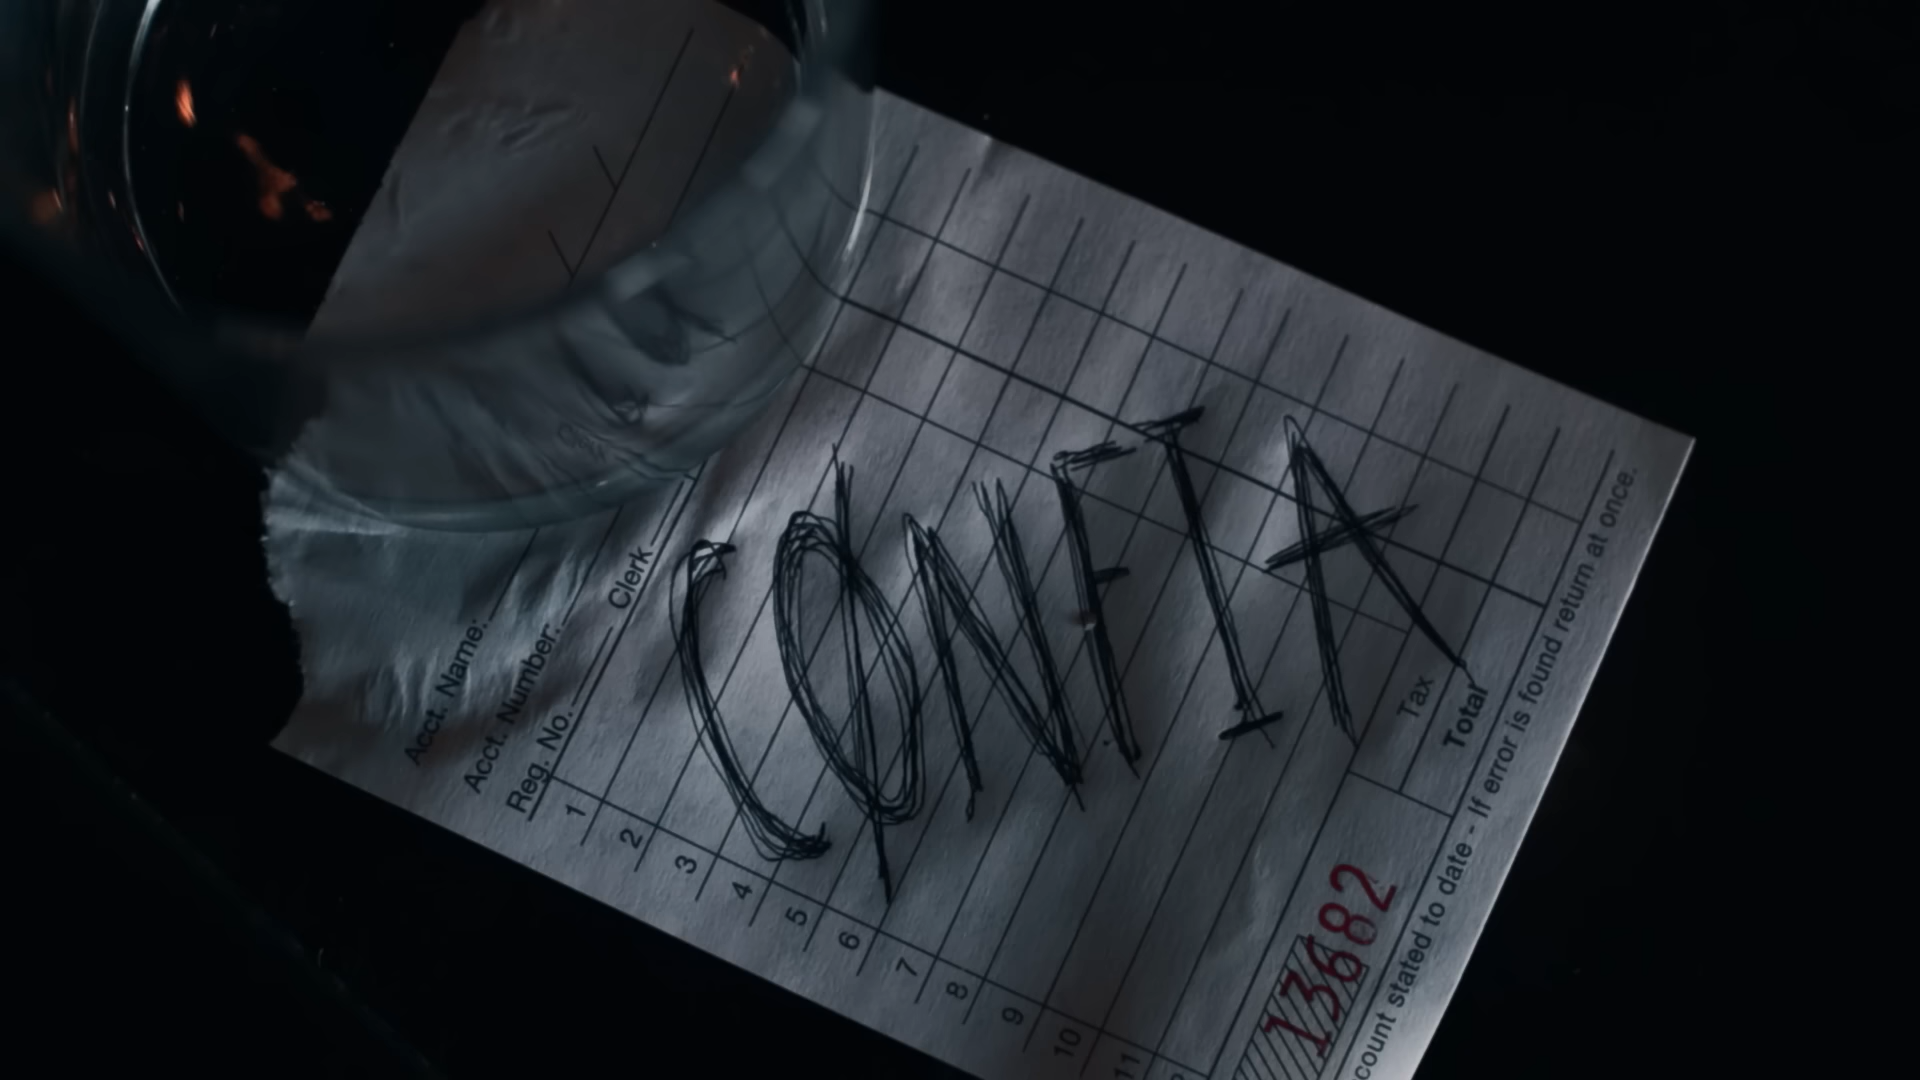 CONFIA
Acct. Name:
Acct. Number:
Reg. No. Clerk
1
2
3
4
5
6
7
8
9
10
11
Tax
Total
13682
count stated to date - If error is found return at once.